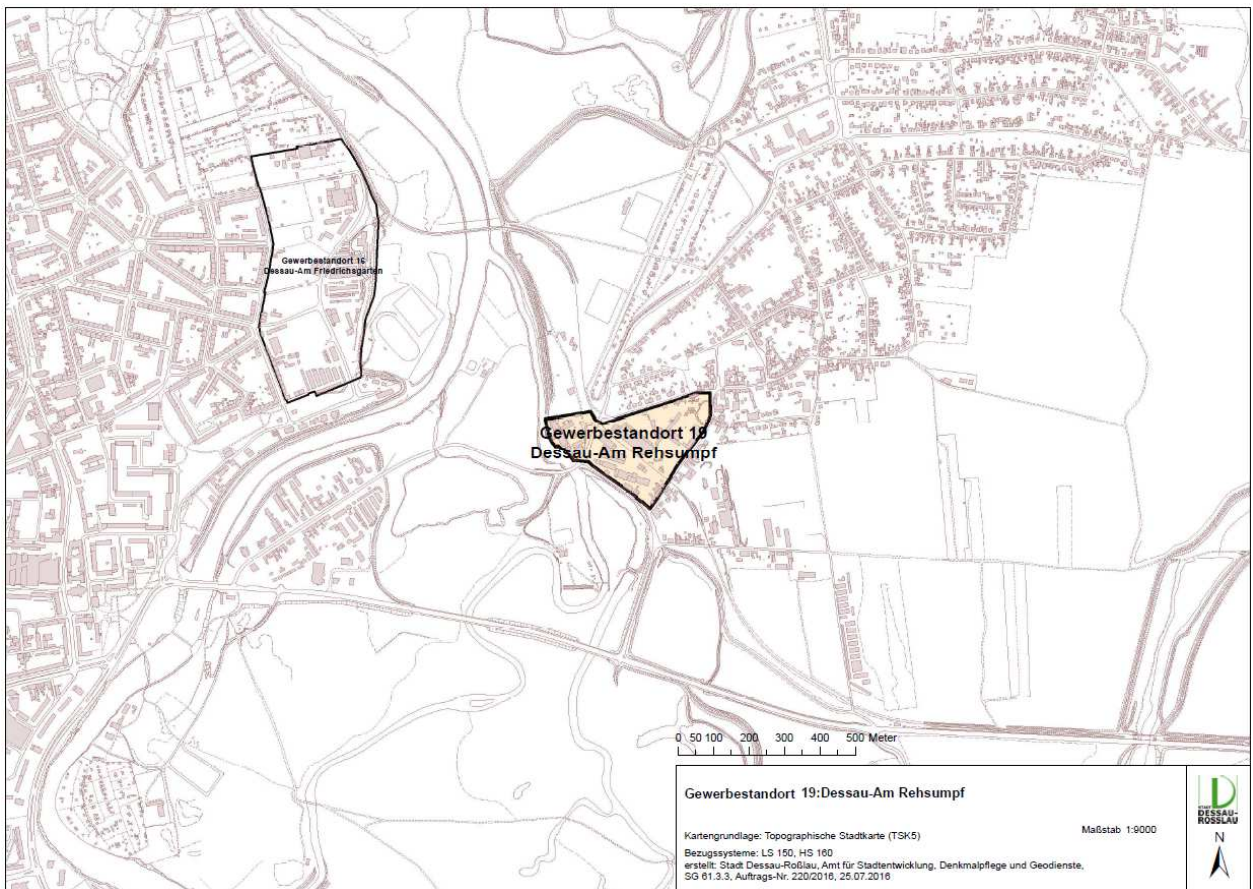 Gewerbestandort 16
Dessau-Am Friedrichsgarten
Gewerbestandort 19
Dessau-Am Rehsumpf
0 50 100 200 300 400 500 Meter
Gewerbestandort 19:Dessau-Am Rehsumpf
Kartengrundlage: Topographische Stadtkarte (TSK5)
Maßstab 1:9000
Bezugssysteme: LS 150, HS 160
erstellt: Stadt Dessau-Roßlau, Amt für Stadtentwicklung, Denkmalpflege und Geodienste,
SG 61.3.3, Auftrags-Nr. 220/2016, 25.07.2016
STADT
DESSAU-
ROSSLAU
N